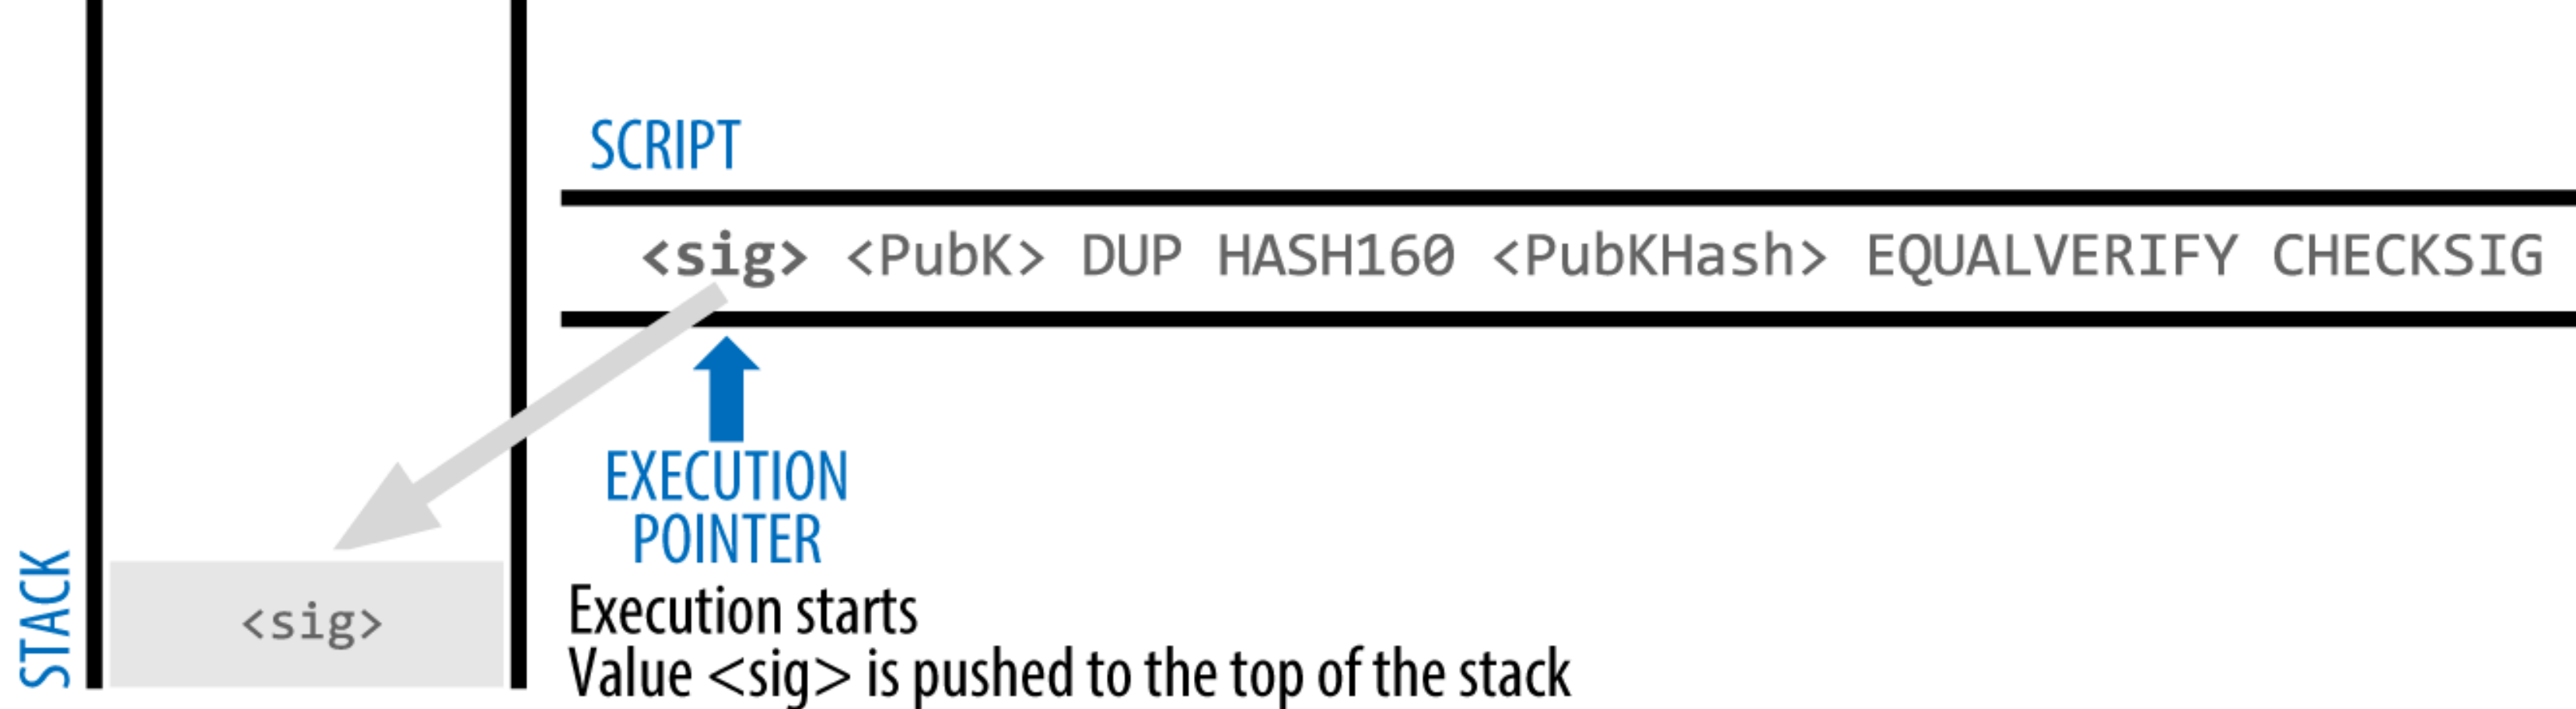 SCRIPT
<sig> <PubK> DUP HASH160 <PubKHash> EQUALVERIFY CHECKSIG
EXECUTION
POINTER
STACK
<sig>
Execution starts
Value <sig> is pushed to the top of the stack